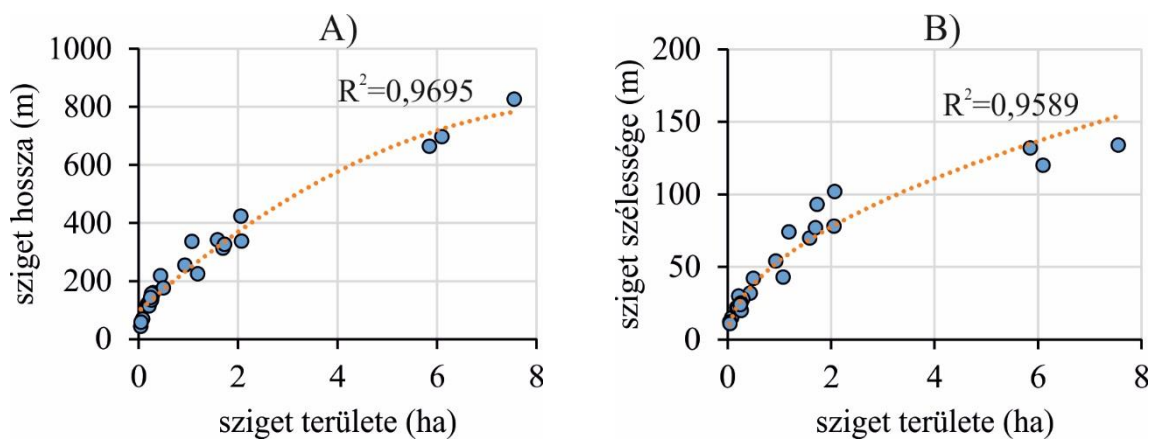 A)
1000
800
600
400
200
0
R²=0,9695
sziget hossza (m)
0 2 4 6 8
sziget területe (ha)
B)
200
150
100
50
0
R²=0,9589
sziget szélessége (m)
0 2 4 6 8
sziget területe (ha)